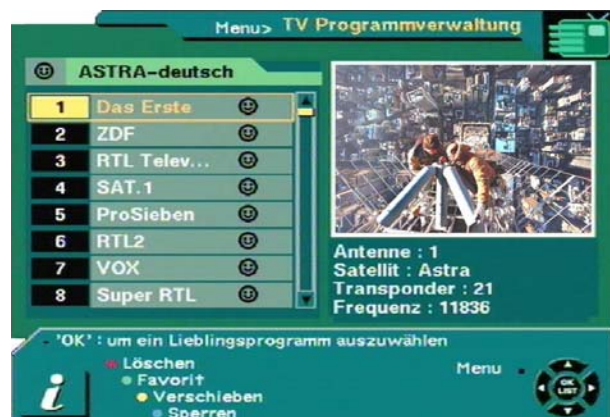 Menu> TV Programmverwaltung
ASTRA-deutsch
1 Das Erste
2 ZDF
3 RTL Telev...
4 SAT.1
5 ProSieben
6 RTL2
7 VOX
8 Super RTL
Antenne : 1
Satellit : Astra
Transponder : 21
Frequenz : 11836
'OK' : um ein Lieblingsprogramm auszuwählen
Löschen
Favorit
Verschieben
Sperren
Menu
OK
LIST
i